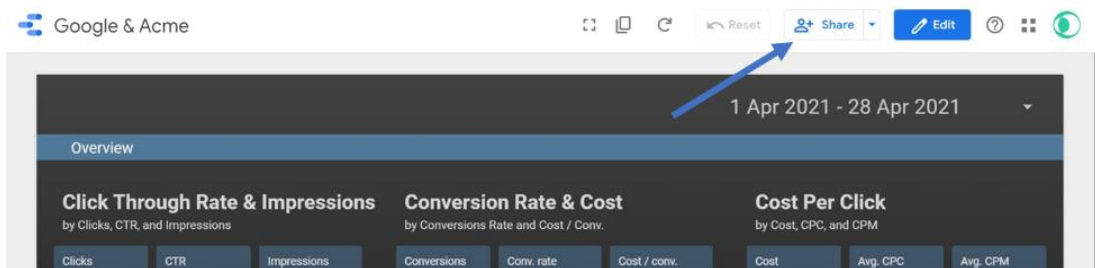 Google & Acme
Reset
Share
Edit
1 Apr 2021 - 28 Apr 2021
Overview
Click Through Rate & Impressions
by Clicks, CTR, and Impressions
Clicks CTR Impressions
Conversion Rate & Cost
by Conversions Rate and Cost / Conv.
Conversions Conv. rate Cost / conv.
Cost Per Click
by Cost, CPC, and CPM
Cost Avg. CPC Avg. CPM